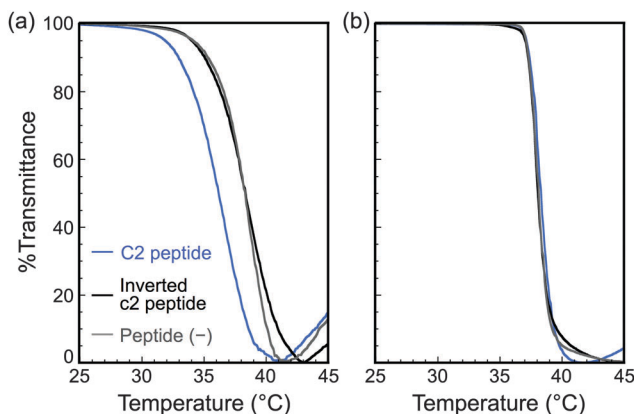 (a)
(b)
100
80
60
40
20
0
%Transmittance
C2 peptide
Inverted
c2 peptide
Peptide (−)
25 30 35 40 45
25 30 35 40 45
Temperature (°C)
Temperature (°C)